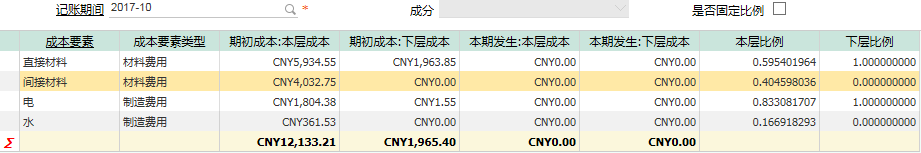 记账期间 2017-10 * 成分 是否固定比例
成本要素 成本要素类型 期初成本:本层成本 期初成本:下层成本 本期发生:本层成本 本期发生:下层成本 本层比例 下层比例
直接材料 材料费用 CNY5,934.55 CNY1,963.85 CNY0.00 CNY0.00 0.595401964 1.000000000
间接材料 材料费用 CNY4,032.75 CNY0.00 CNY0.00 CNY0.00 0.404598036 0.000000000
电 制造费用 CNY1,804.38 CNY1.55 CNY0.00 CNY0.00 0.833081707 1.000000000
水 制造费用 CNY361.53 CNY0.00 CNY0.00 CNY0.00 0.166918293 0.000000000
Σ CNY12,133.21 CNY1,965.40 CNY0.00 CNY0.00